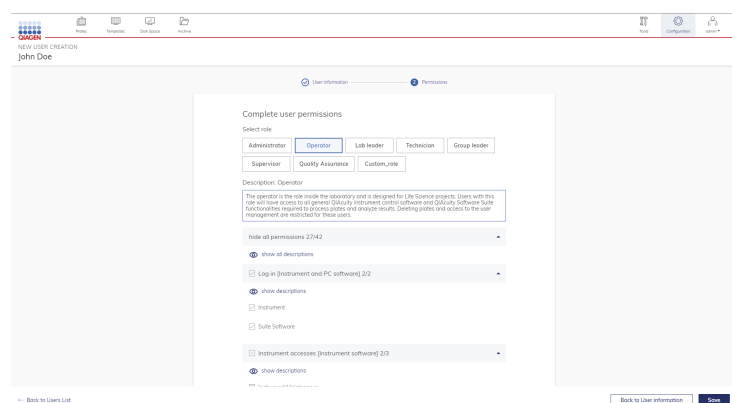 Plates Templates Disk Space Archive Tools Configuration admin
QIAGEN
NEW USER CREATION
John Doe
User information 2 Permissions
Complete user permissions
Select role
Administrator Operator Lab leader Technician Group leader
Supervisor Quality Assurance Custom_role
Description: Operator
The operator is the role inside the laboratory and is designed for Life Science projects. Users with this
role will have access to all general QIAcuity instrument control software and QIAcuity Software Suite
functionalities required to process plates and analyze results. Deleting plates and access to the user
management are restricted for these users.
hide all permissions 27/42
show all descriptions
Log in [Instrument and PC software] 2/2
show descriptions
Instrument
Suite Software
Instrument accesses [Instrument software] 2/3
show descriptions
Back to Users List Back to User information Save